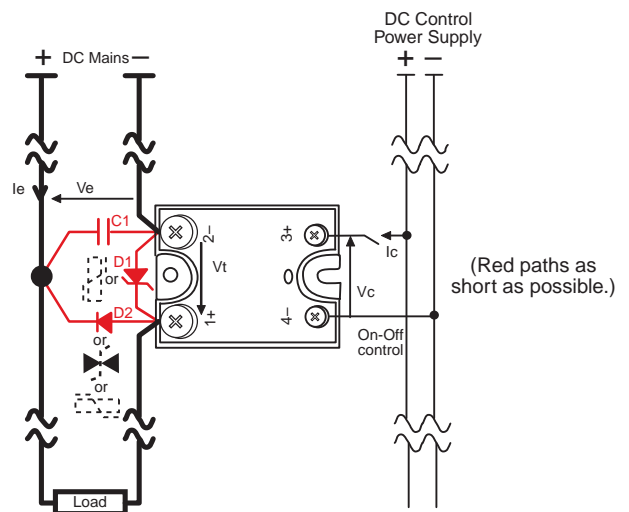 + DC Mains −
DC Control
Power Supply
+ −
Ie
Ve
C1
2−
3+
Ic
D1
or
Vt
Vc
(Red paths as
short as possible.)
D2
1+
4−
On-Off
control
or
or
Load